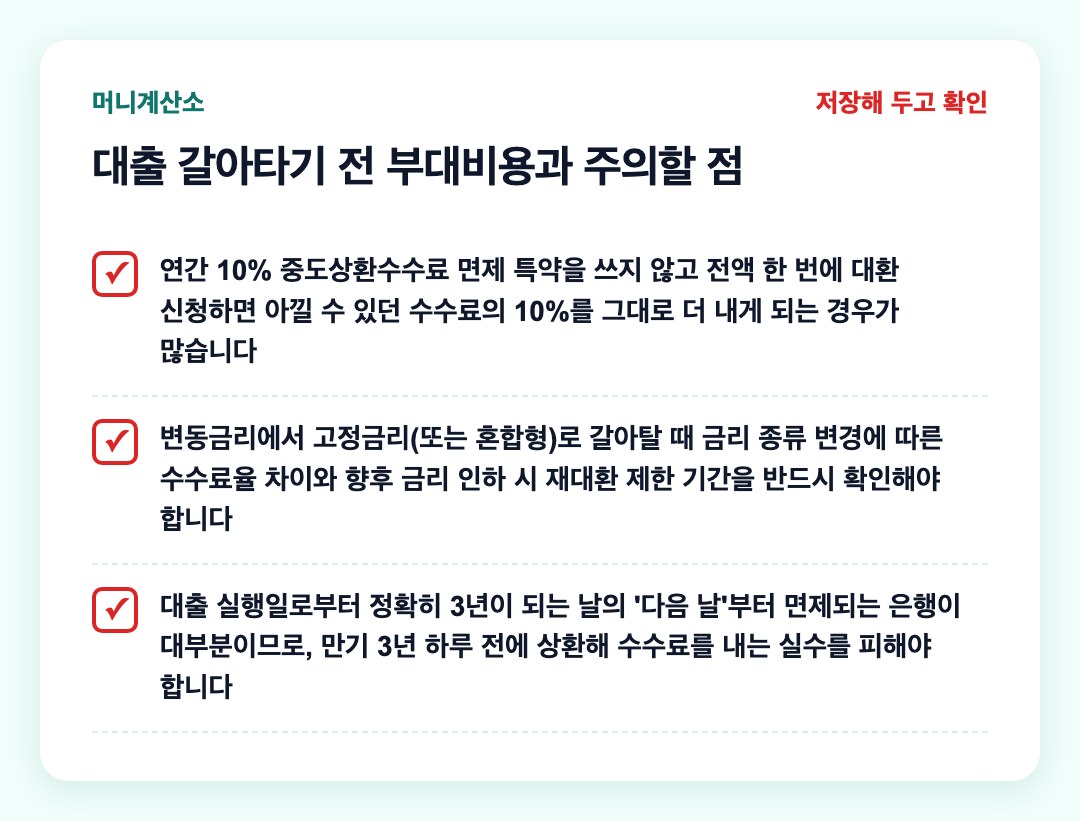 머니계산소
저장해 두고 확인
대출 갈아타기 전 부대비용과 주의할 점
연간 10% 중도상환수수료 면제 특약을 쓰지 않고 전액 한 번에 대환
신청하면 아낄 수 있던 수수료의 10%를 그대로 더 내게 되는 경우가
많습니다
변동금리에서 고정금리(또는 혼합형)로 갈아탈 때 금리 종류 변경에 따른
수수료율 차이와 향후 금리 인하 시 재대환 제한 기간을 반드시 확인해야
합니다
대출 실행일로부터 정확히 3년이 되는 날의 '다음 날'부터 면제되는 은행이
대부분이므로, 만기 3년 하루 전에 상환해 수수료를 내는 실수를 피해야
합니다